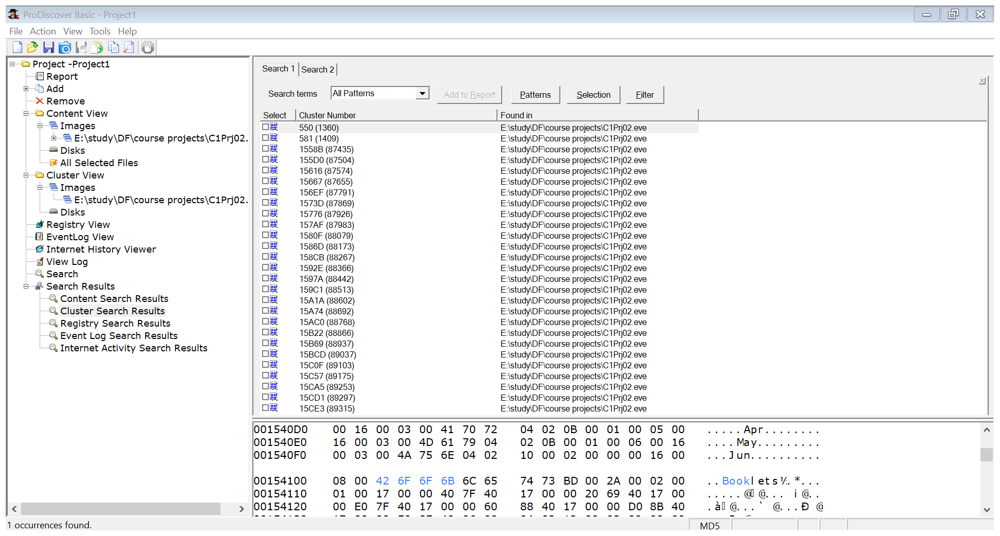 ProDiscover Basic - Project1
File Action View Tools Help
Project -Project1
Report
Add
Remove
Content View
Images
E:\study\DF\course projects\C1Prj02.
Disks
All Selected Files
Cluster View
Images
E:\study\DF\course projects\C1Prj02.
Disks
Registry View
EventLog View
Internet History Viewer
View Log
Search
Search Results
Content Search Results
Cluster Search Results
Registry Search Results
Event Log Search Results
Internet Activity Search Results
Search 1 Search 2
Search terms All Patterns Add to Report Patterns Selection Filter
Select Cluster Number Found in
550 (1360) E:\study\DF\course projects\C1Prj02.eve
581 (1409) E:\study\DF\course projects\C1Prj02.eve
1558B (87435) E:\study\DF\course projects\C1Prj02.eve
155D0 (87504) E:\study\DF\course projects\C1Prj02.eve
15616 (87574) E:\study\DF\course projects\C1Prj02.eve
15667 (87655) E:\study\DF\course projects\C1Prj02.eve
156EF (87791) E:\study\DF\course projects\C1Prj02.eve
1573D (87869) E:\study\DF\course projects\C1Prj02.eve
15776 (87926) E:\study\DF\course projects\C1Prj02.eve
157AF (87983) E:\study\DF\course projects\C1Prj02.eve
1580F (88079) E:\study\DF\course projects\C1Prj02.eve
1586D (88173) E:\study\DF\course projects\C1Prj02.eve
158CB (88267) E:\study\DF\course projects\C1Prj02.eve
1592E (88366) E:\study\DF\course projects\C1Prj02.eve
1597A (88442) E:\study\DF\course projects\C1Prj02.eve
159C1 (88513) E:\study\DF\course projects\C1Prj02.eve
15A1A (88602) E:\study\DF\course projects\C1Prj02.eve
15A74 (88692) E:\study\DF\course projects\C1Prj02.eve
15AC0 (88768) E:\study\DF\course projects\C1Prj02.eve
15B22 (88866) E:\study\DF\course projects\C1Prj02.eve
15B69 (88937) E:\study\DF\course projects\C1Prj02.eve
15BCD (89037) E:\study\DF\course projects\C1Prj02.eve
15C0F (89103) E:\study\DF\course projects\C1Prj02.eve
15C57 (89175) E:\study\DF\course projects\C1Prj02.eve
15CA5 (89253) E:\study\DF\course projects\C1Prj02.eve
15CD1 (89297) E:\study\DF\course projects\C1Prj02.eve
15CE3 (89315) E:\study\DF\course projects\C1Prj02.eve
001540D0 00 16 00 03 00 41 70 72 04 02 0B 00 01 00 05 00 .....Apr........
001540E0 16 00 03 00 4D 61 79 04 02 0B 00 01 00 06 00 16 ....May.........
001540F0 00 03 00 4A 75 6E 04 02 10 00 02 00 00 00 16 00 ...Jun..........
00154100 08 00 42 6F 6F 6B 6C 65 74 73 BD 00 2A 00 02 00 ..Booklets½.*...
00154110 01 00 17 00 00 40 7F 40 17 00 00 20 69 40 17 00 .....@.@... i@..
00154120 00 E0 7F 40 17 00 00 60 88 40 17 00 00 D0 8B 40 .à.@...` @...Ð @
1 occurrences found.
MD5